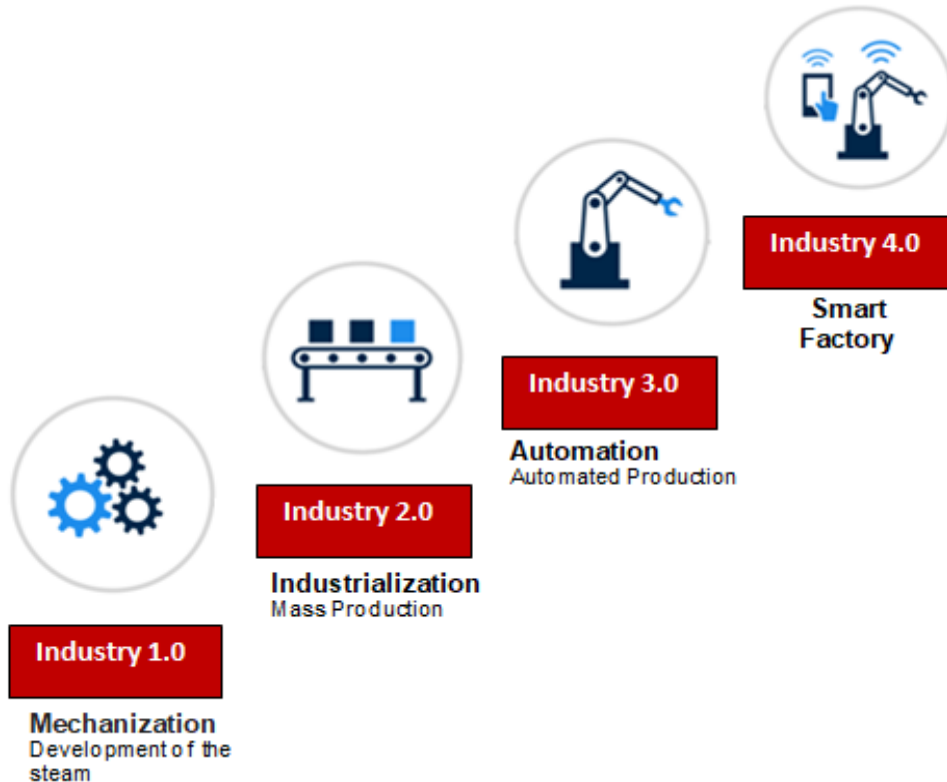 Industry 1.0
Mechanization
Development of the
steam
Industry 2.0
Industrialization
Mass Production
Industry 3.0
Automation
Automated Production
Industry 4.0
Smart
Factory